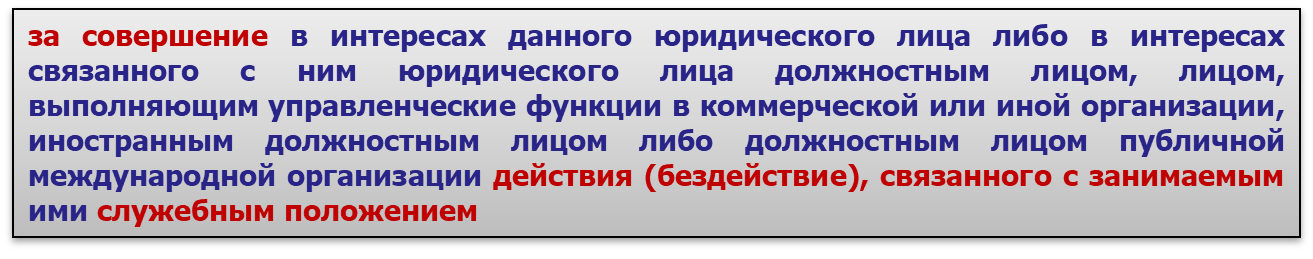 за совершение в интересах данного юридического лица либо в интересах
связанного с ним юридического лица должностным лицом, лицом,
выполняющим управленческие функции в коммерческой или иной организации,
иностранным должностным лицом либо должностным лицом публичной
международной организации действия (бездействие), связанного с занимаемым
ими служебным положением